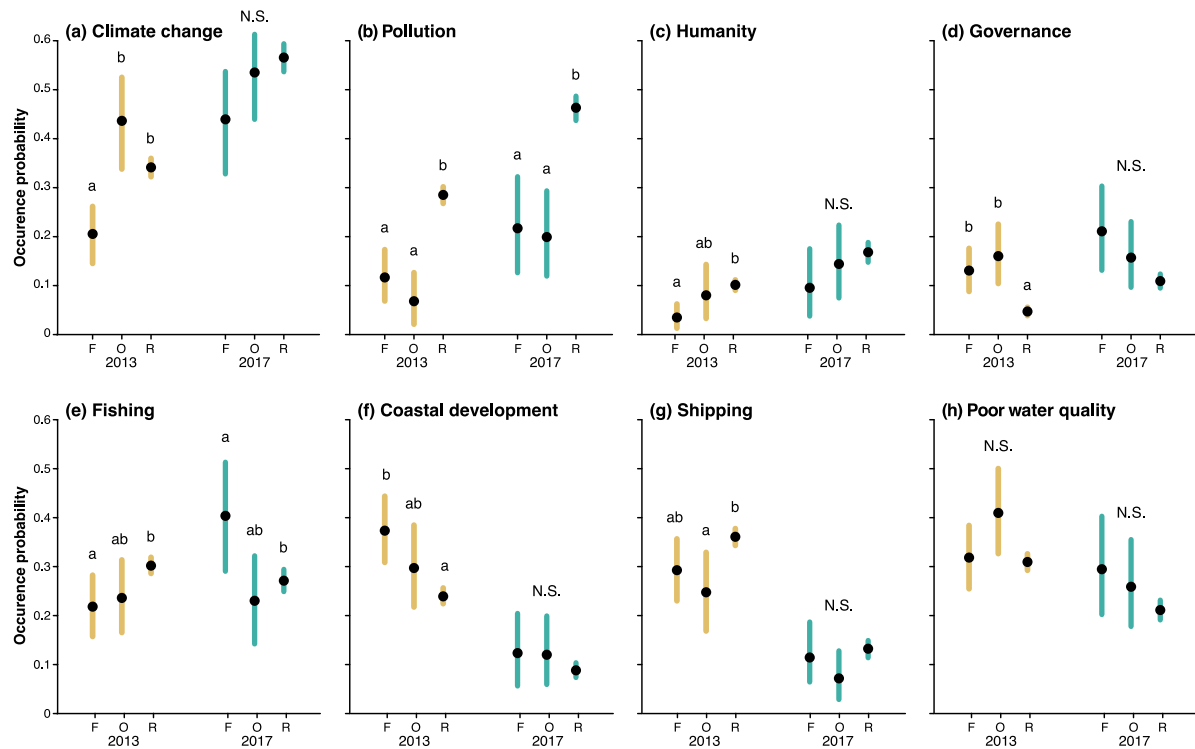 (a) Climate change
(b) Pollution
(c) Humanity
(d) Governance
Occurence probability
0.6
0.5
0.4
0.3
0.2
0.1
0
a
b
b
N.S.
a
a
b
a
a
b
a
ab
b
N.S.
b
b
a
N.S.
F O R F O R
2013 2017
F O R F O R
2013 2017
F O R F O R
2013 2017
F O R F O R
2013 2017
(e) Fishing
(f) Coastal development
(g) Shipping
(h) Poor water quality
Occurence probability
0.6
0.5
0.4
0.3
0.2
0.1
0
a
ab
b
a
ab
b
b
ab
a
N.S.
ab
a
b
N.S.
N.S.
N.S.
F O R F O R
2013 2017
F O R F O R
2013 2017
F O R F O R
2013 2017
F O R F O R
2013 2017